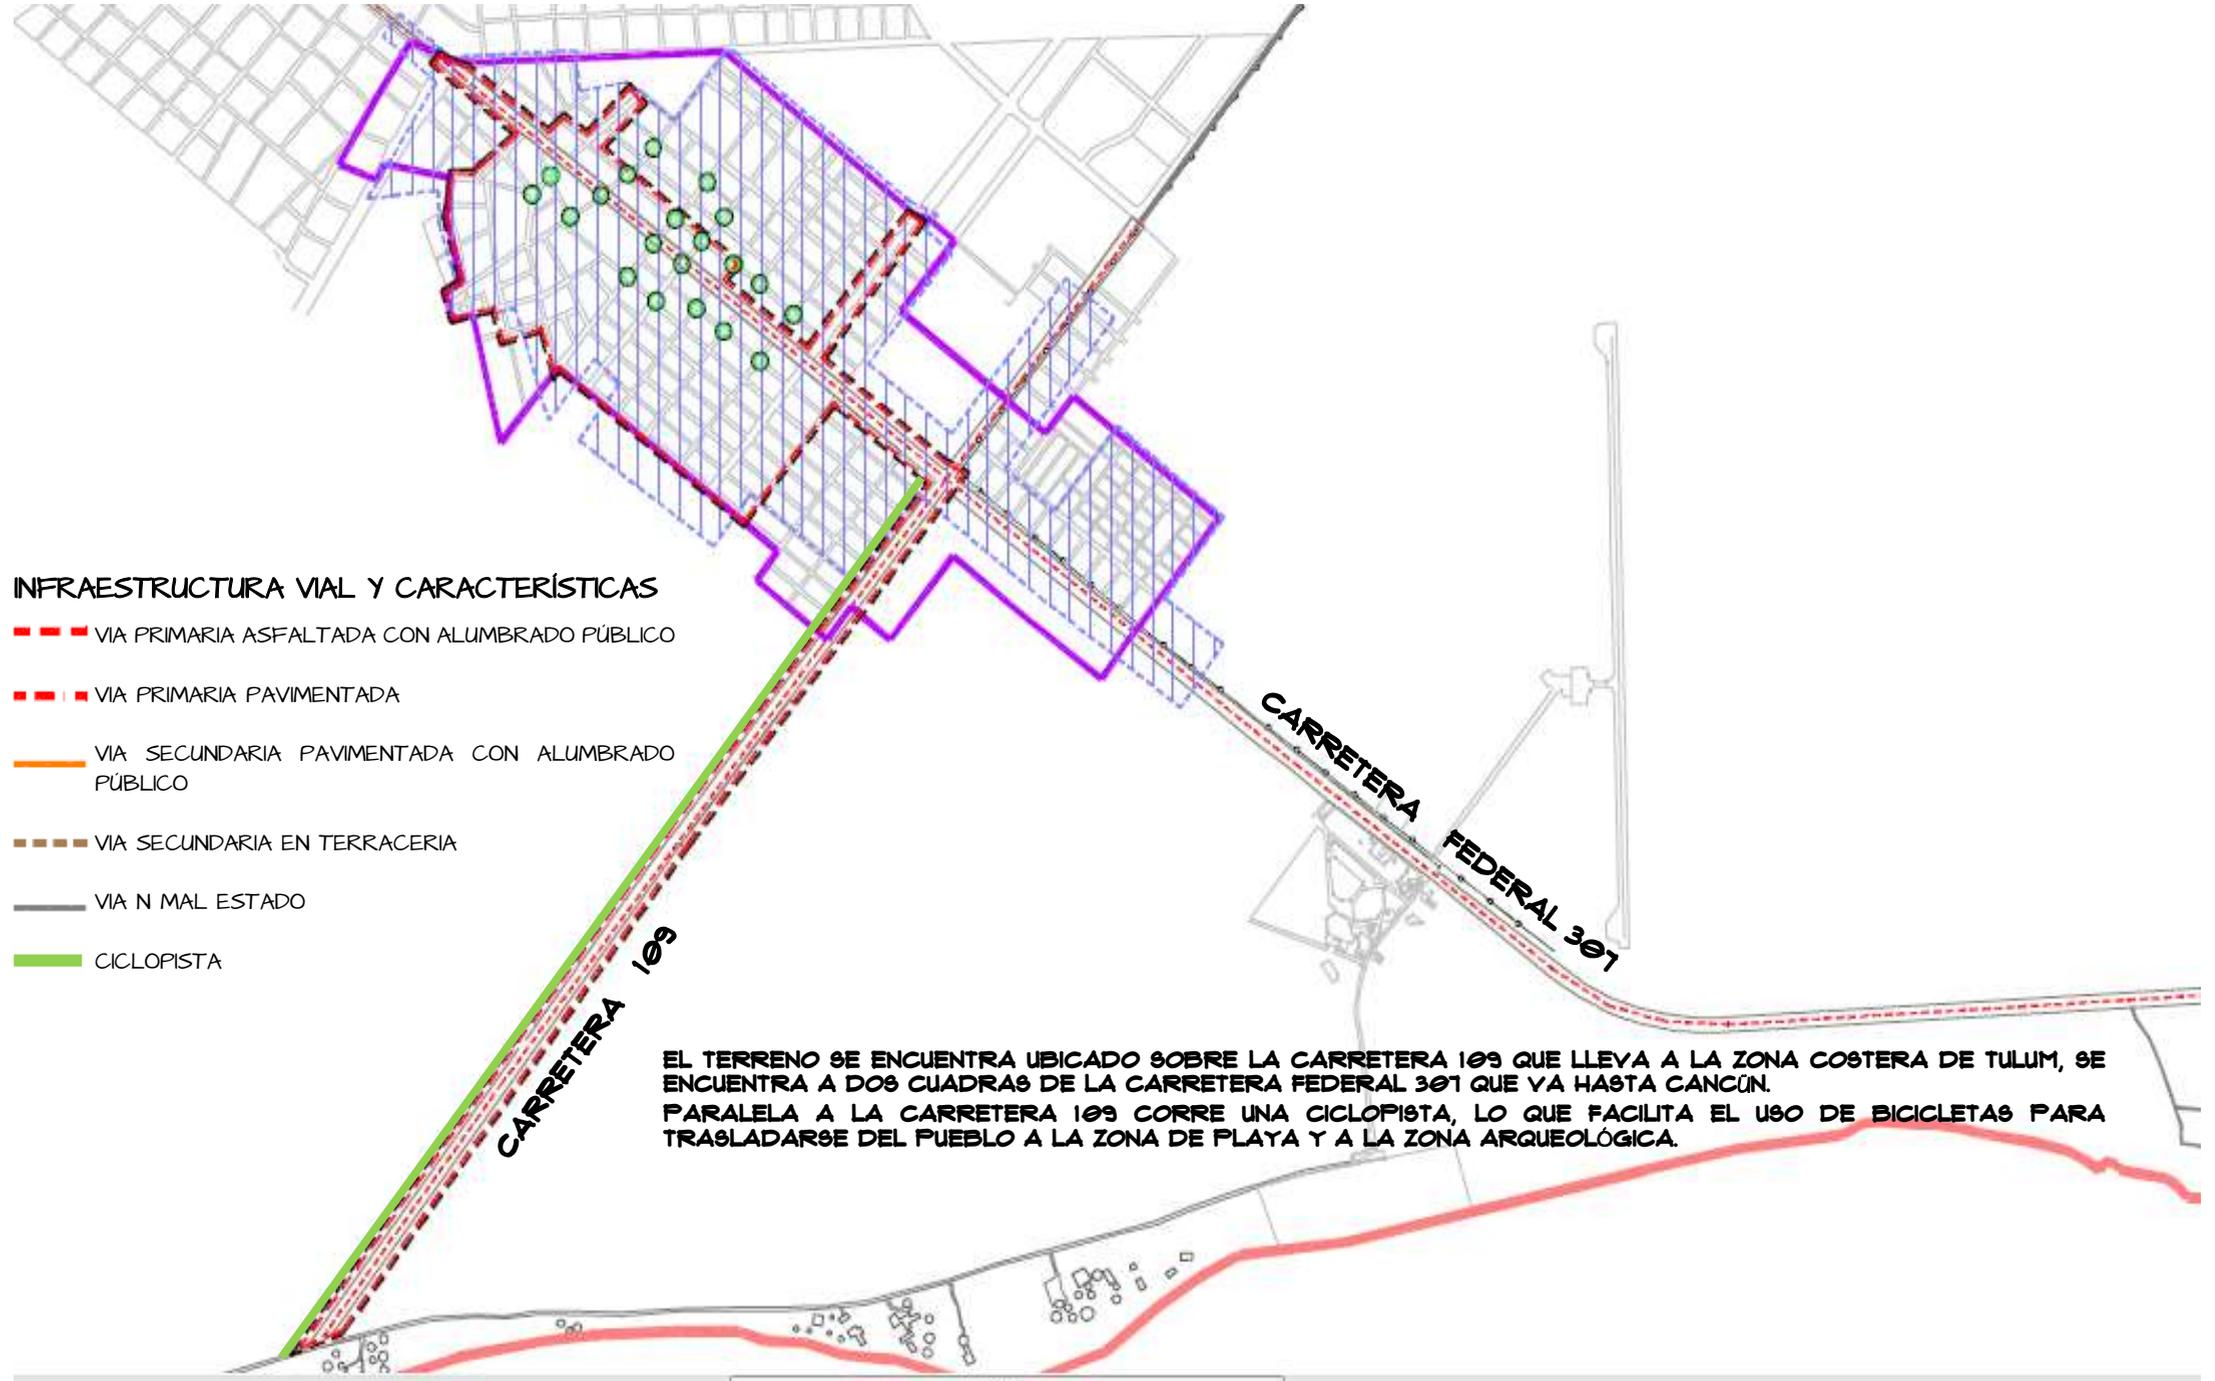 INFRAESTRUCTURA VIAL Y CARACTERÍSTICAS
VIA PRIMARIA ASFALTADA CON ALUMBRADO PÚBLICO
VIA PRIMARIA PAVIMENTADA
VIA SECUNDARIA PAVIMENTADA CON ALUMBRADO
PÚBLICO
VIA SECUNDARIA EN TERRACERIA
VIA N MAL ESTADO
CICLOPISTA
CARRETERA 109
CARRETERA FEDERAL 307
EL TERRENO SE ENCUENTRA UBICADO SOBRE LA CARRETERA 109 QUE LLEVA A LA ZONA COSTERA DE TULUM, SE
ENCUENTRA A DOS CUADRAS DE LA CARRETERA FEDERAL 307 QUE VA HASTA CANCÚN.
PARALELA A LA CARRETERA 109 CORRE UNA CICLOPISTA, LO QUE FACILITA EL USO DE BICICLETAS PARA
TRASLADARSE DEL PUEBLO A LA ZONA DE PLAYA Y A LA ZONA ARQUEOLÓGICA.